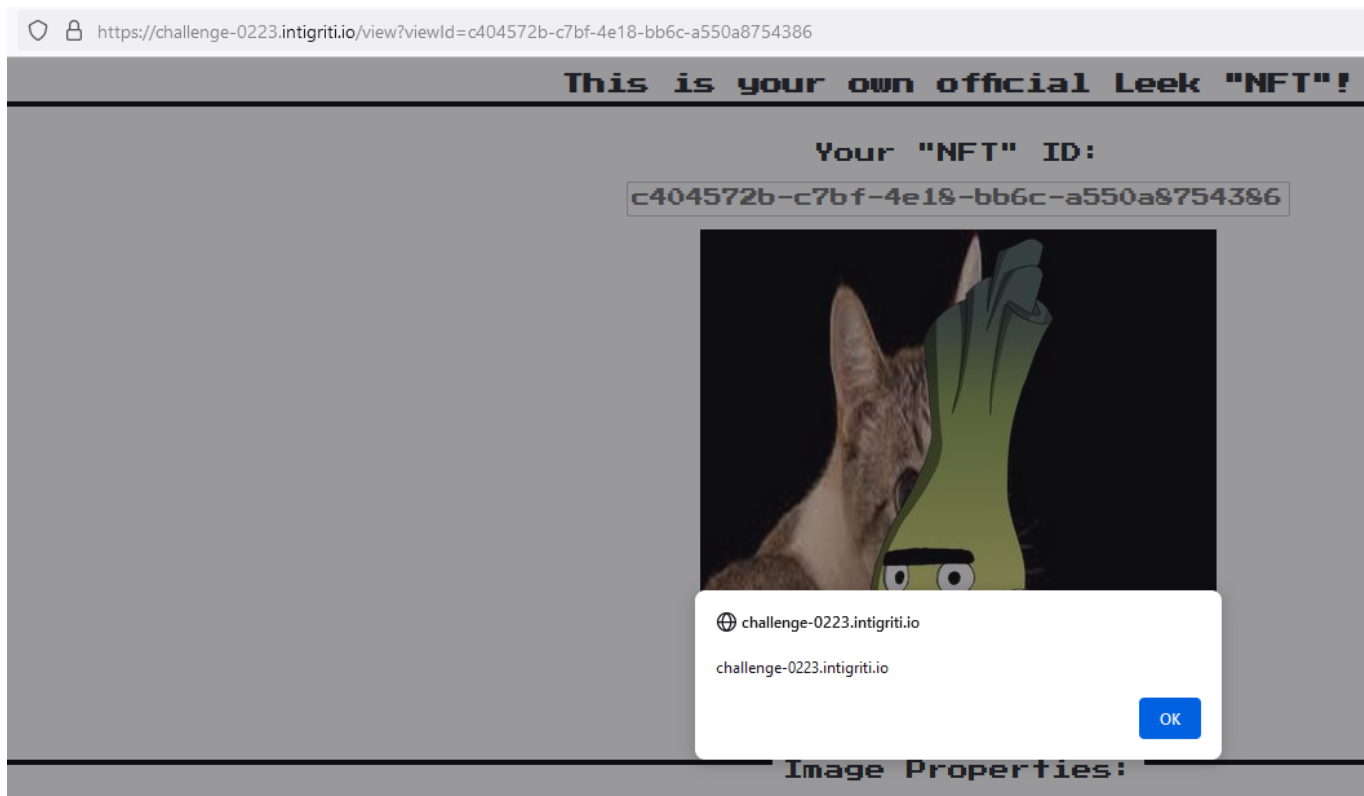 https://challenge-0223.intigriti.io/view?viewId=c404572b-c7bf-4e18-bb6c-a550a8754386
This is your own official Leek "NFT"!
Your "NFT" ID:
c404572b-c7bf-4e18-bb6c-a550a8754386
challenge-0223.intigriti.io
challenge-0223.intigriti.io
OK
Image Properties: